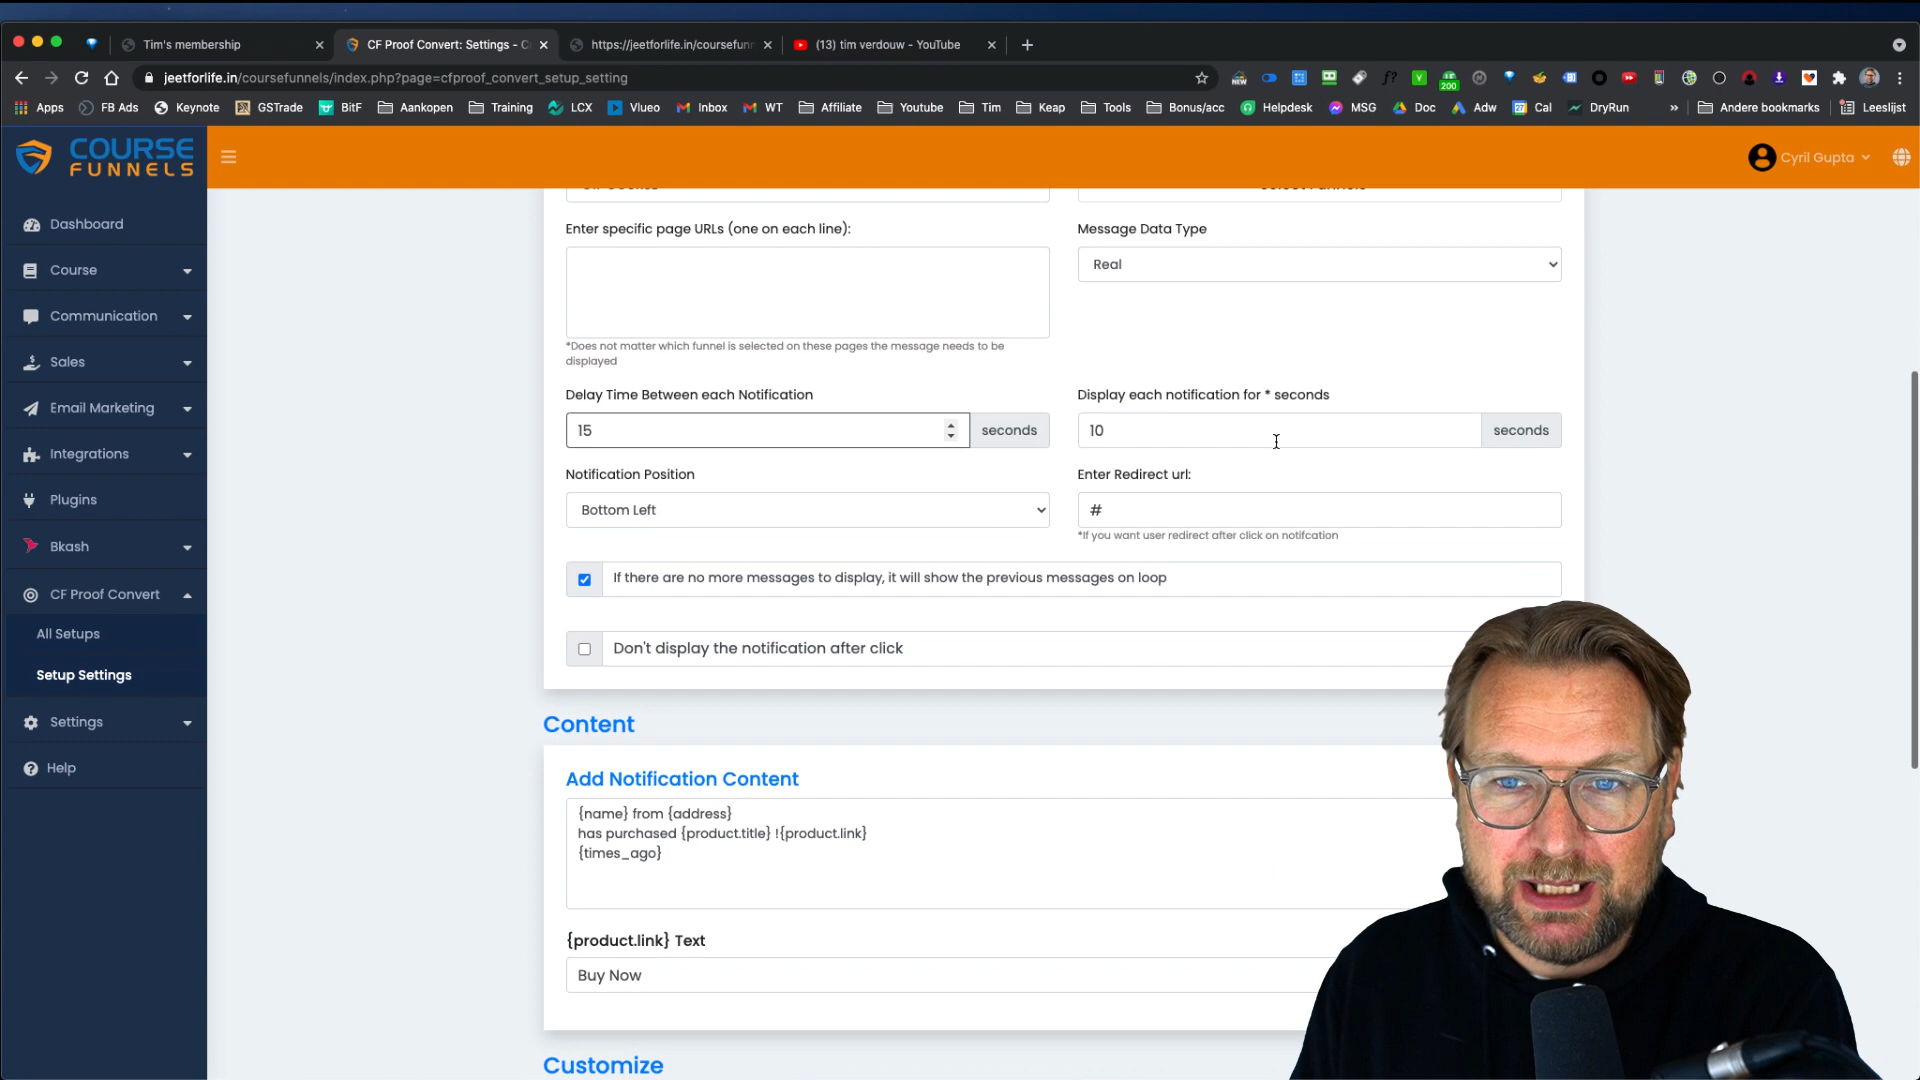 Tim's membership
CF Proof Convert: Settings - C
https://jeetforlife.in/coursefunn
(13) tim verdouw - YouTube
jeetforlife.in/coursefunnels/index.php?page=cfproof_convert_setup_setting
NEW
200
Apps
FB Ads
Keynote
GSTrade
BitF
Aankopen
Training
LCX
Vlueo
Inbox
WT
Affiliate
Youtube
Tim
Keap
Tools
Bonus/acc
Helpdesk
MSG
Doc
Adw
Cal
DryRun
»
Andere bookmarks
Leeslijst
COURSE
FUNNELS
Cyril Gupta
Dashboard
Course
Communication
Sales
Email Marketing
Integrations
Plugins
Bkash
CF Proof Convert
All Setups
Setup Settings
Settings
Help
Enter specific page URLs (one on each line):
Message Data Type
Real
*Does not matter which funnel is selected on these pages the message needs to be
displayed
Delay Time Between each Notification
Display each notification for * seconds
15
seconds
10
seconds
Notification Position
Enter Redirect url:
Bottom Left
#
*If you want user redirect after click on notifcation
If there are no more messages to display, it will show the previous messages on loop
Don't display the notification after click
Content
Add Notification Content
{name} from {address}
has purchased {product.title} !{product.link}
{times_ago}
{product.link} Text
Buy Now
Customize